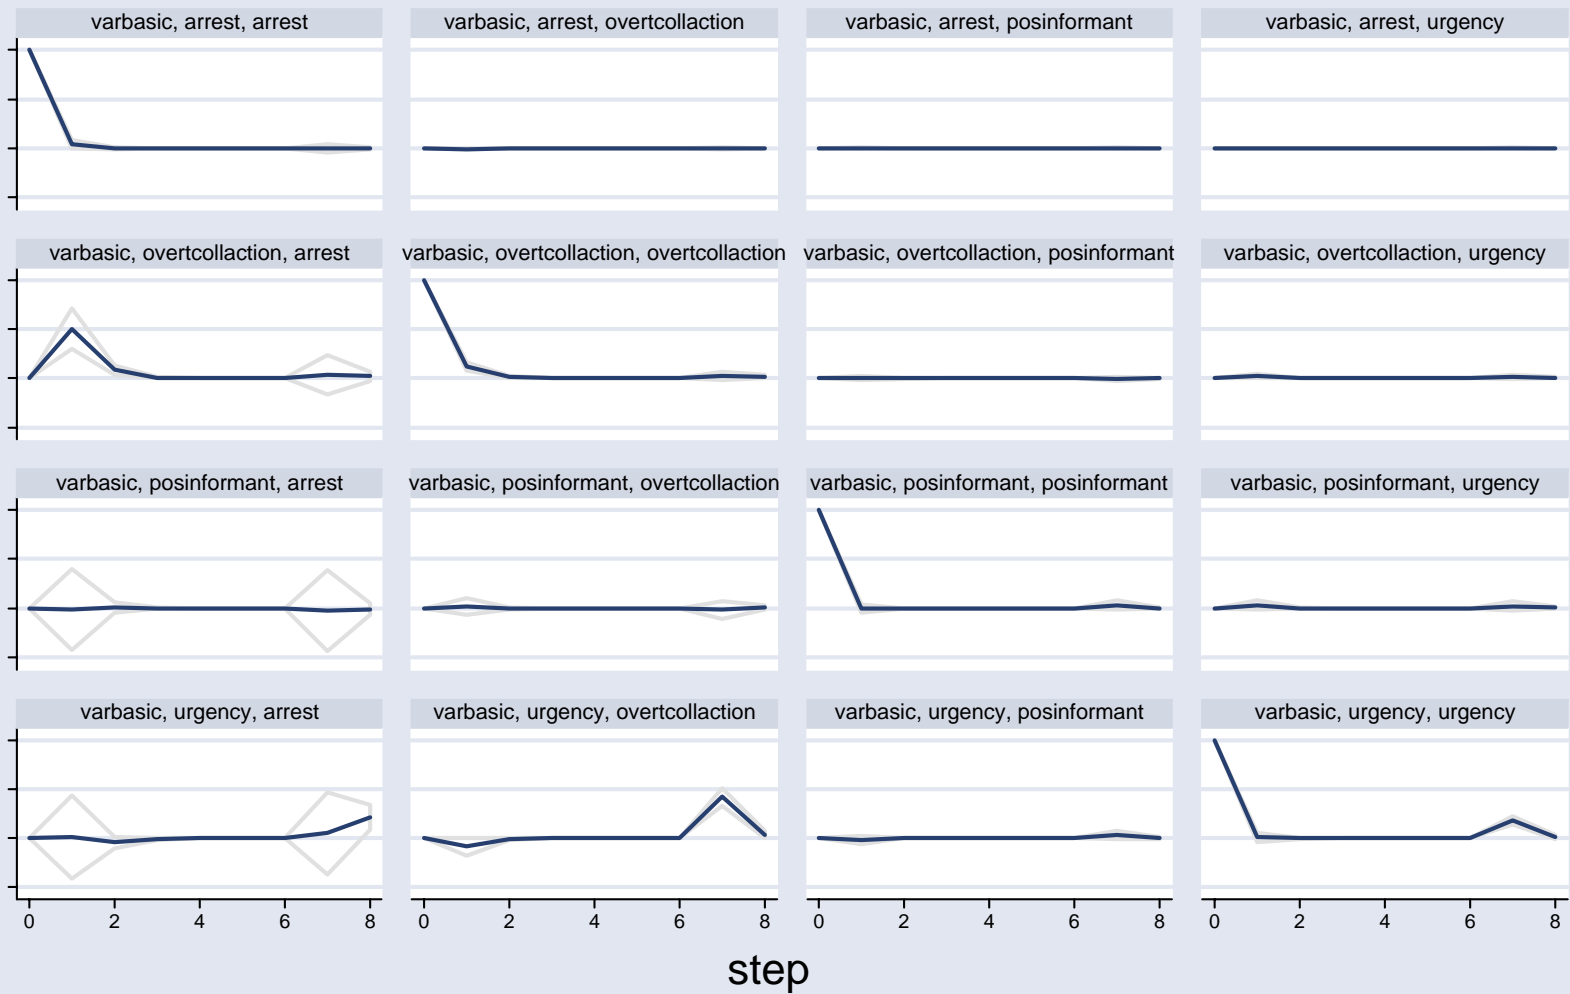 varbasic, arrest, arrest
varbasic, arrest, overtcollaction
varbasic, arrest, posinformant
varbasic, arrest, urgency
varbasic, overtcollaction, arrest
varbasic, overtcollaction, overtcollaction
varbasic, overtcollaction, posinformant
varbasic, overtcollaction, urgency
varbasic, posinformant, arrest
varbasic, posinformant, overtcollaction
varbasic, posinformant, posinformant
varbasic, posinformant, urgency
varbasic, urgency, arrest
varbasic, urgency, overtcollaction
varbasic, urgency, posinformant
varbasic, urgency, urgency
0 2 4 6 8
0 2 4 6 8
0 2 4 6 8
0 2 4 6 8
step